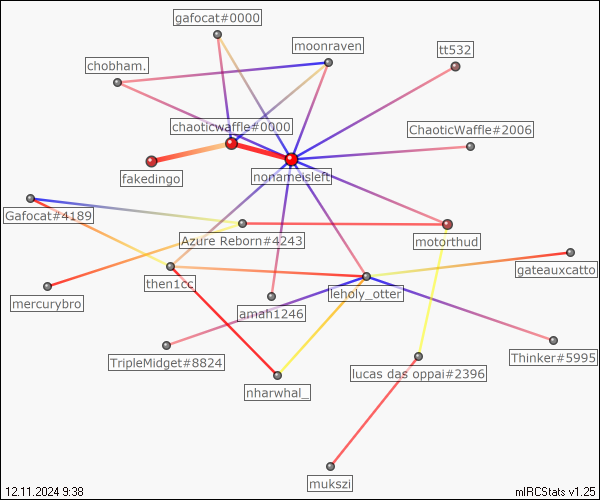 gafocat#0000
moonraven
tt532
chobham.
chaoticwaffle#0000
ChaoticWaffle#2006
fakedingo
nonameisleft
Gafocat#4189
Azure Reborn#4243
motorthud
gateauxcatto
then1cc
leholy_otter
mercurybro
amah1246
TripleMidget#8824
Thinker#5995
lucas das oppai#2396
nharwhal_
mukszi
12.11.2024 9:38
mIRCStats v1.25